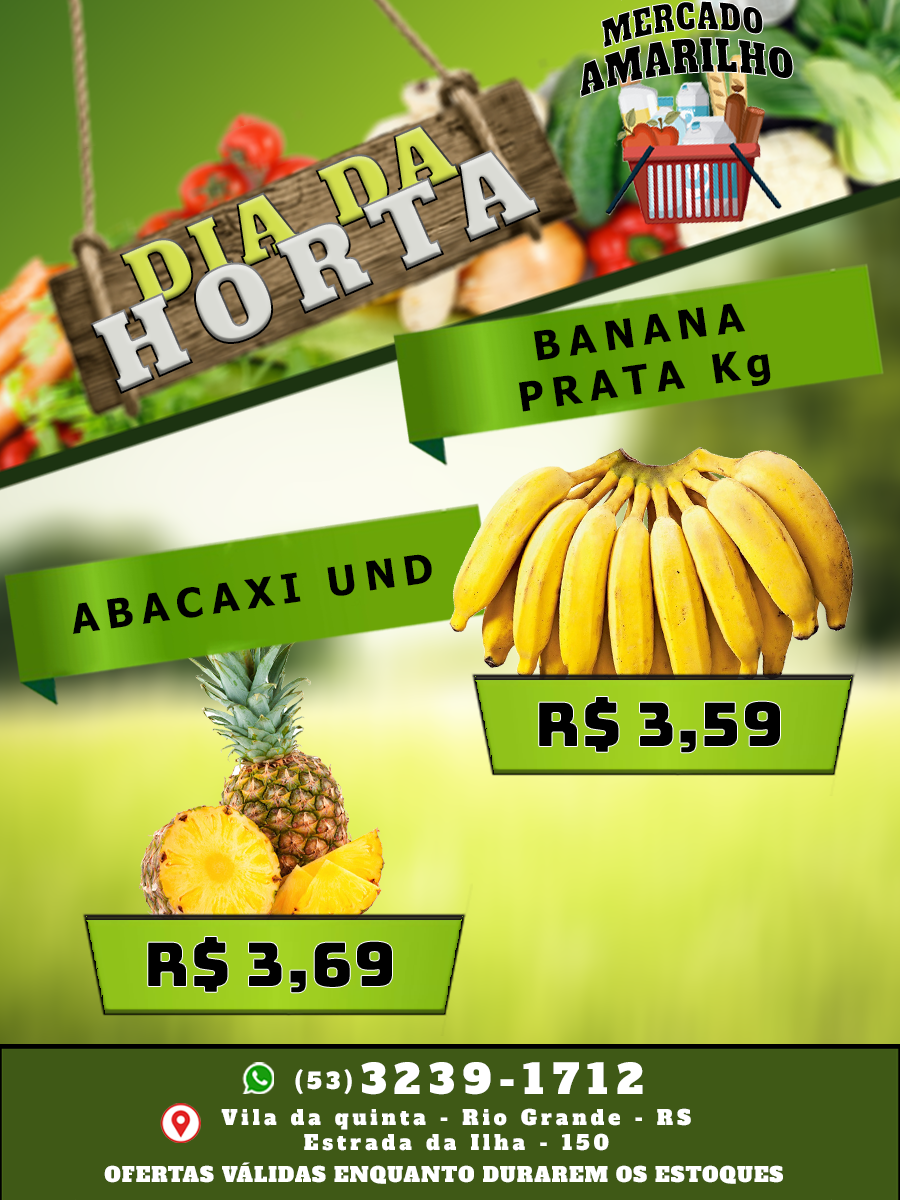 MERCADO
AMARILHO
DIA DA
HORTA
BANANA
PRATA Kg
R$ 3,59
ABACAXI UND
R$ 3,69
(53) 3239-1712
Vila da quinta - Rio Grande - RS
Estrada da Ilha - 150
OFERTAS VÁLIDAS ENQUANTO DURAREM OS ESTOQUES